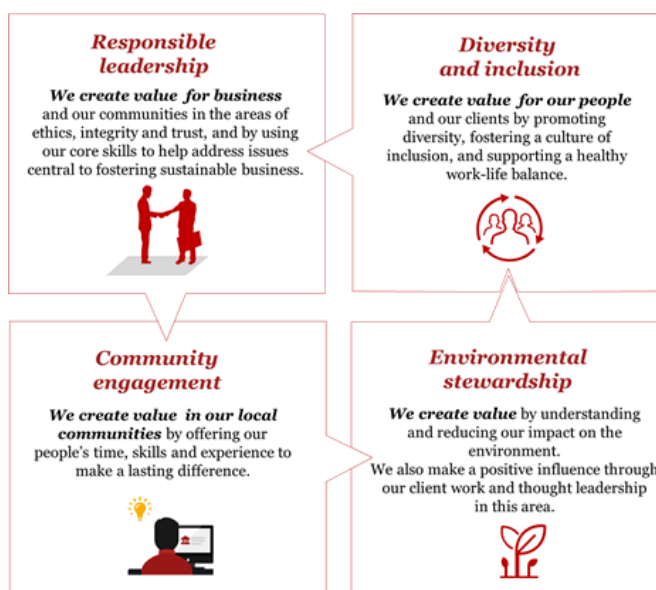 Responsible
leadership
We create value for business
and our communities in the areas of
ethics, integrity and trust, and by using
our core skills to help address issues
central to fostering sustainable business.
Diversity
and inclusion
We create value for our people
and our clients by promoting
diversity, fostering a culture of
inclusion, and supporting a healthy
work-life balance.
Community
engagement
We create value in our local
communities by offering our
people's time, skills and experience to
make a lasting difference.
Environmental
stewardship
We create value by understanding
and reducing our impact on the
environment.
We also make a positive influence through
our client work and thought leadership
in this area.